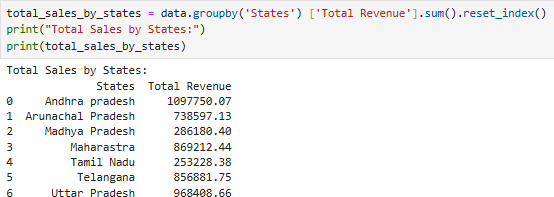 total_sales_by_states = data.groupby('States') ['Total Revenue'].sum().reset_index()
print("Total Sales by States:")
print(total_sales_by_states)
Total Sales by States:
States Total Revenue
0 Andhra pradesh 1097750.07
1 Arunachal Pradesh 738597.13
2 Madhya Pradesh 286180.40
3 Maharastra 869212.44
4 Tamil Nadu 253228.38
5 Telangana 856881.75
6 Uttar Pradesh 968408.66